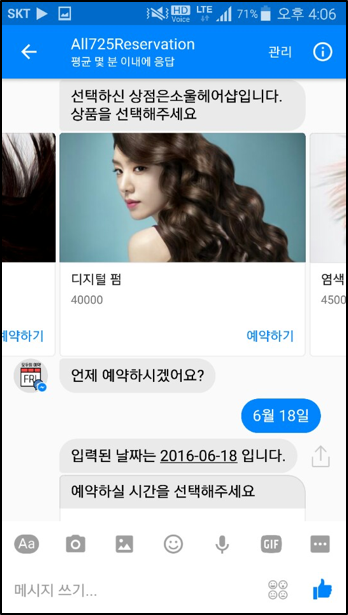 SKT HD Voice LTE 71% 오후 4:06
All725Reservation 관리
평균 몇 분 이내에 응답
선택하신 상점은소울헤어샵입니다.
상품을 선택해주세요
디지털 펌 염색
40000 4500
예약하기 예약하기
FRI
언제 예약하시겠어요?
6월 18일
입력된 날짜는 2016-06-18 입니다.
예약하실 시간을 선택해주세요
Aa GIF
메시지 쓰기...